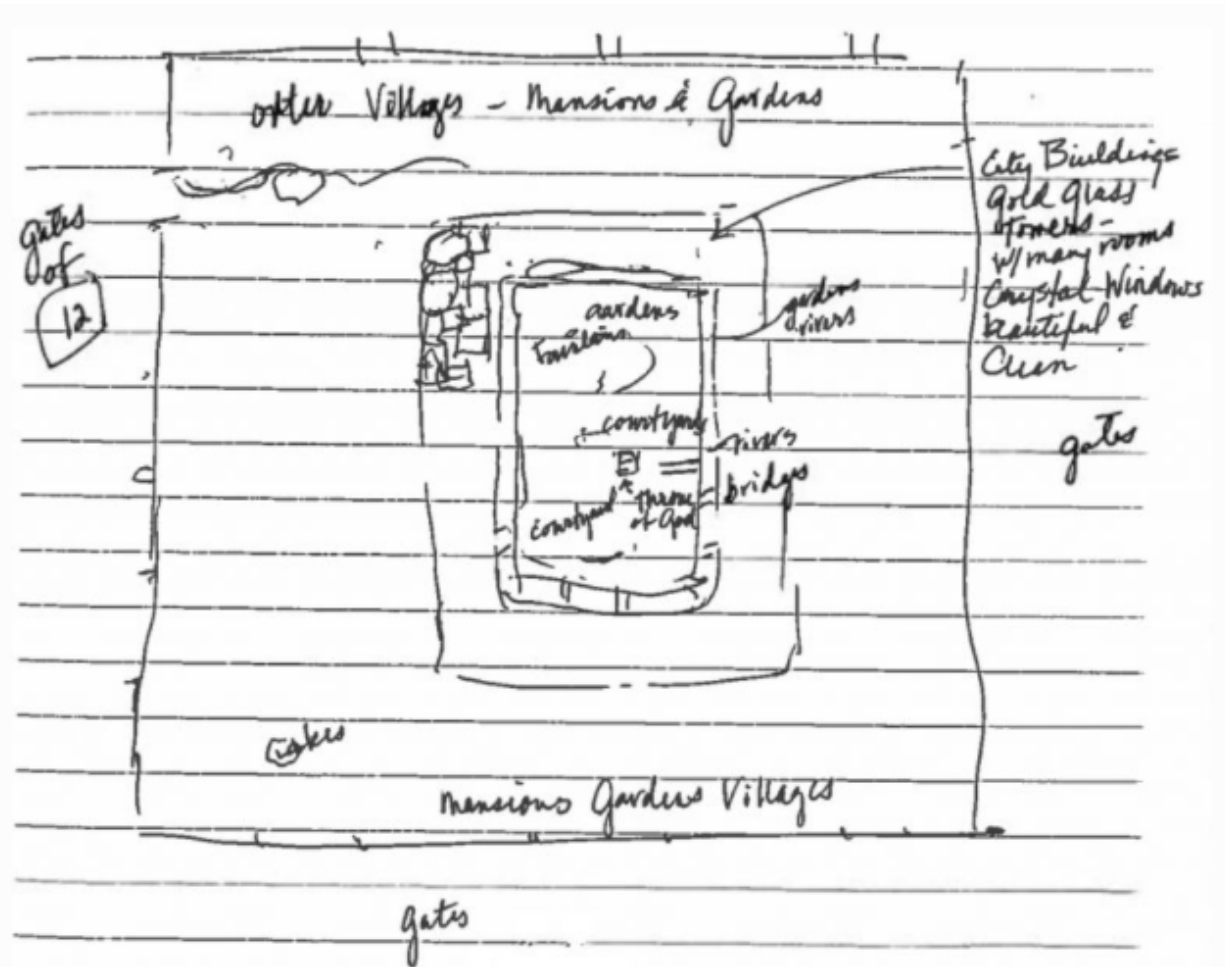 outer Villages - Mansions & Gardens
City Buildings
Gold Glass
Towers -
w/ many rooms
Crystal Windows
beautiful &
Clean
gates
of
12
gardens
rivers
gardens
fountains
courtyard
rivers
bridges
throne
of God
courtyard
gates
Lakes
Mansions Gardens Villages
gates